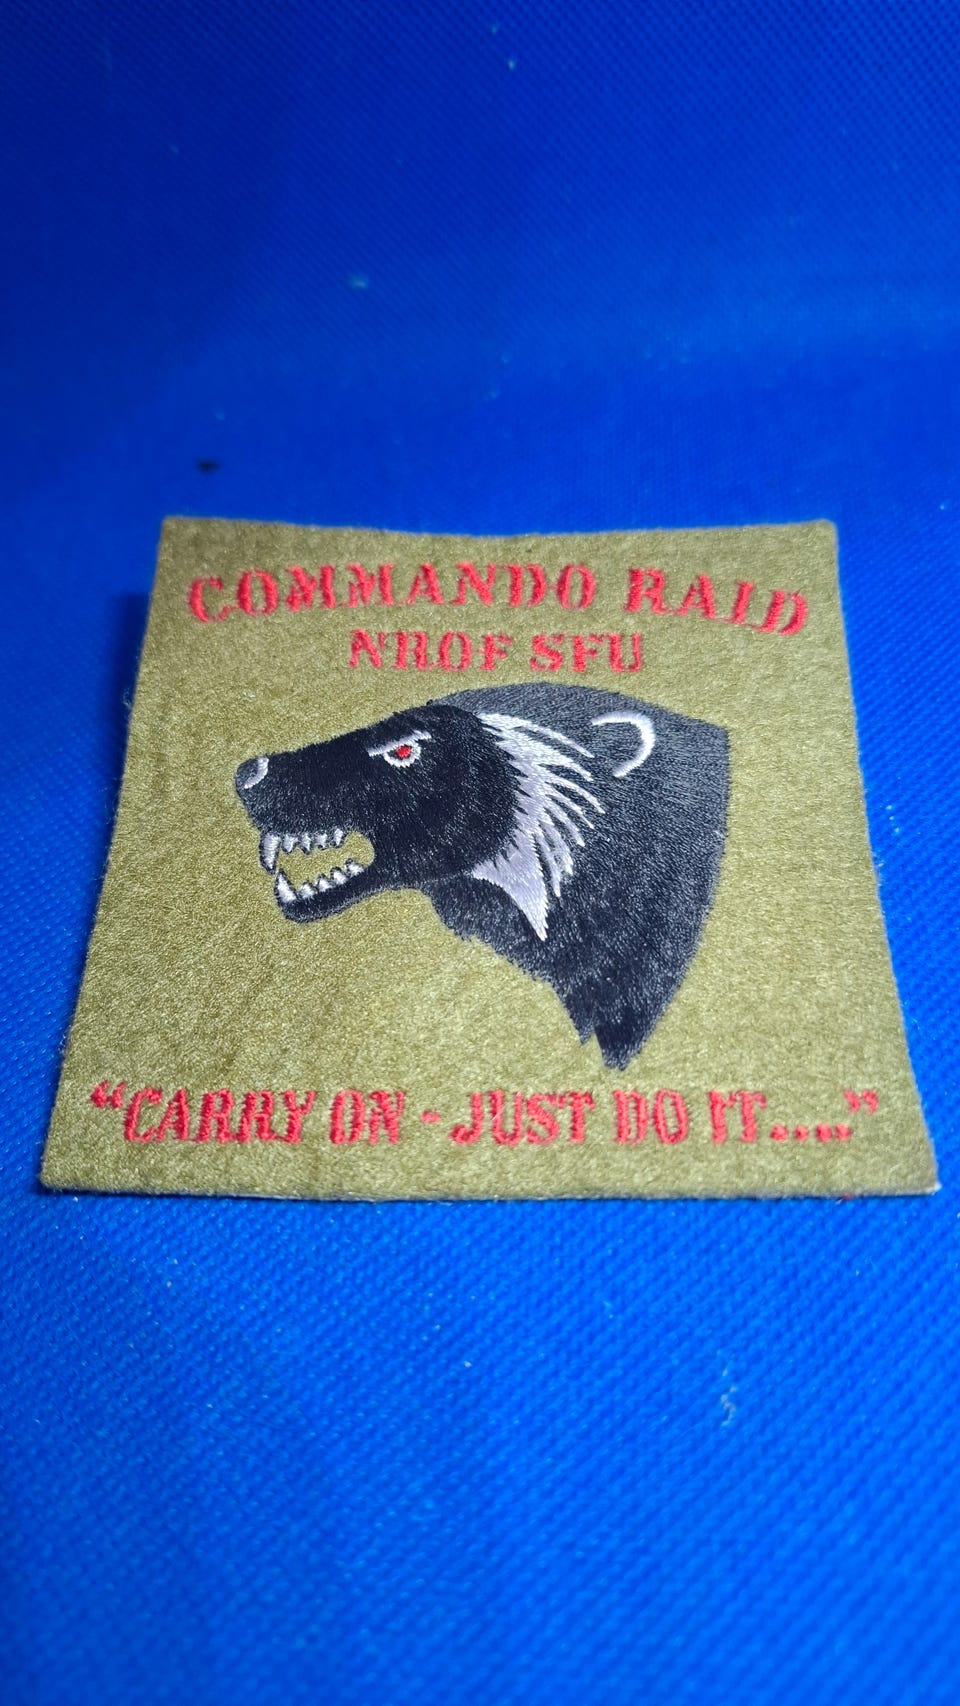 COMMANDO RAID
NROF SFU
“CARRY ON - JUST DO IT....”